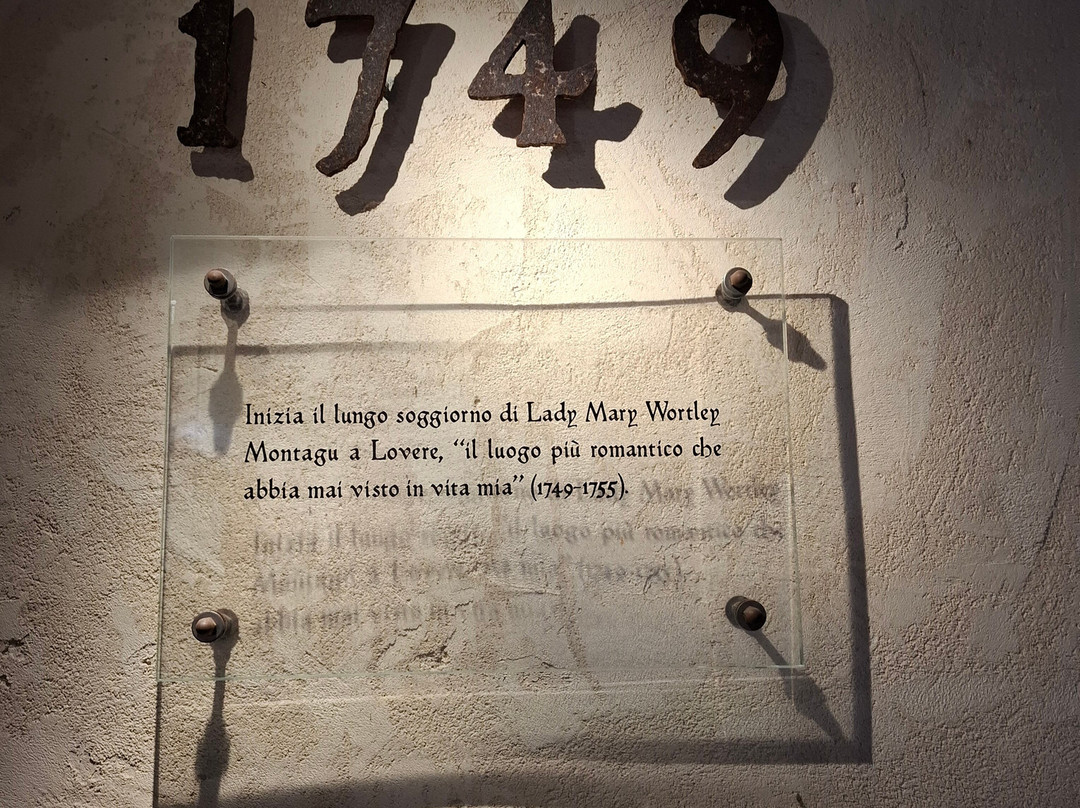 1749
Inizia il lungo soggiorno di Lady Mary Wortley
Montagu a Lovere, “il luogo più romantico che
abbia mai visto in vita mia” (1749-1755).